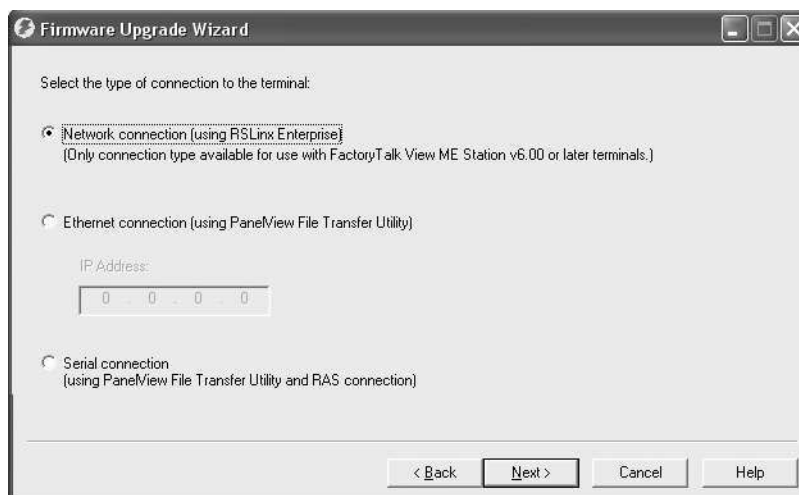 Firmware Upgrade Wizard
Select the type of connection to the terminal:
Network connection (using RSLinx Enterprise)
(Only connection type available for use with FactoryTalk View ME Station v6.00 or later terminals.)
Ethernet connection (using PanelView File Transfer Utility)
IP Address:
0 . 0 . 0 . 0
Serial connection
(using PanelView File Transfer Utility and RAS connection)
< Back Next > Cancel Help